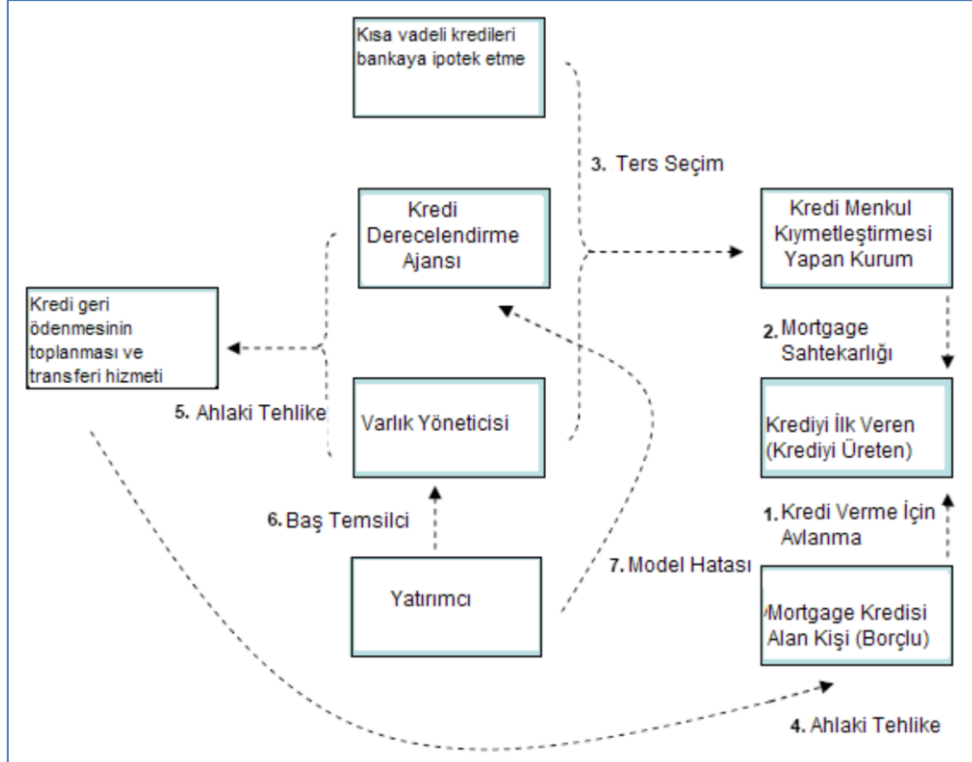 Kısa vadeli kredileri
bankaya ipotek etme
3. Ters Seçim
Kredi
Derecelendirme
Ajansı
Kredi Menkul
Kıymetleştirmesi
Yapan Kurum
Kredi geri
ödenmesinin
toplanması ve
transferi hizmeti
2. Mortgage
Sahtekarlığı
5. Ahlaki Tehlike
Varlık Yöneticisi
Krediyi İlk Veren
(Krediyi Üreten)
6. Baş Temsilci
1. Kredi Verme İçin
Avlanma
7. Model Hatası
Yatırımcı
Mortgage Kredisi
Alan Kişi (Borçlu)
4. Ahlaki Tehlike